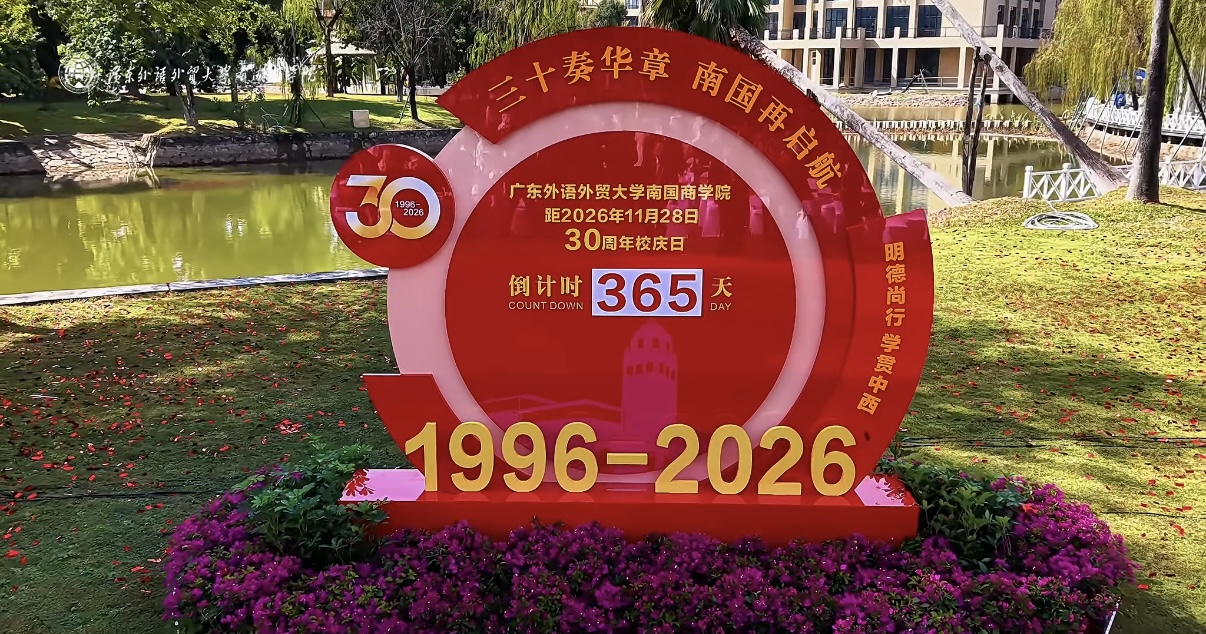 三十奏华章 南国再启航
30
1996-
2026
广东外语外贸大学南国商学院
距2026年11月28日
30周年校庆日
倒计时 365 天
COUNT DOWN DAY
明德尚行 学贯中西
1996-2026